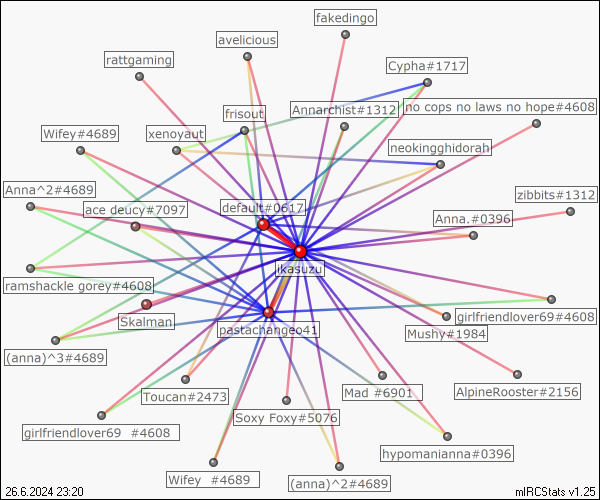 fakedingo
avelicious
rattgaming
Cypha#1717
no cops no laws no hope#4608
Annarchist#1312
frisout
Wifey#4689
xenoyaut
neokingghidorah
Anna^2#4689
zibbits#1312
ace deucy#7097
default#0617
Anna.#0396
ikasuzu
ramshackle gorey#4608
Skalman
girlfriendlover69#4608
pastachangeo41
Mushy#1984
(anna)^3#4689
Toucan#2473
Mad #6901
AlpineRooster#2156
Soxy Foxy#5076
girlfriendlover69 #4608
hypomanianna#0396
Wifey #4689
(anna)^2#4689
26.6.2024 23:20
mIRCStats v1.25